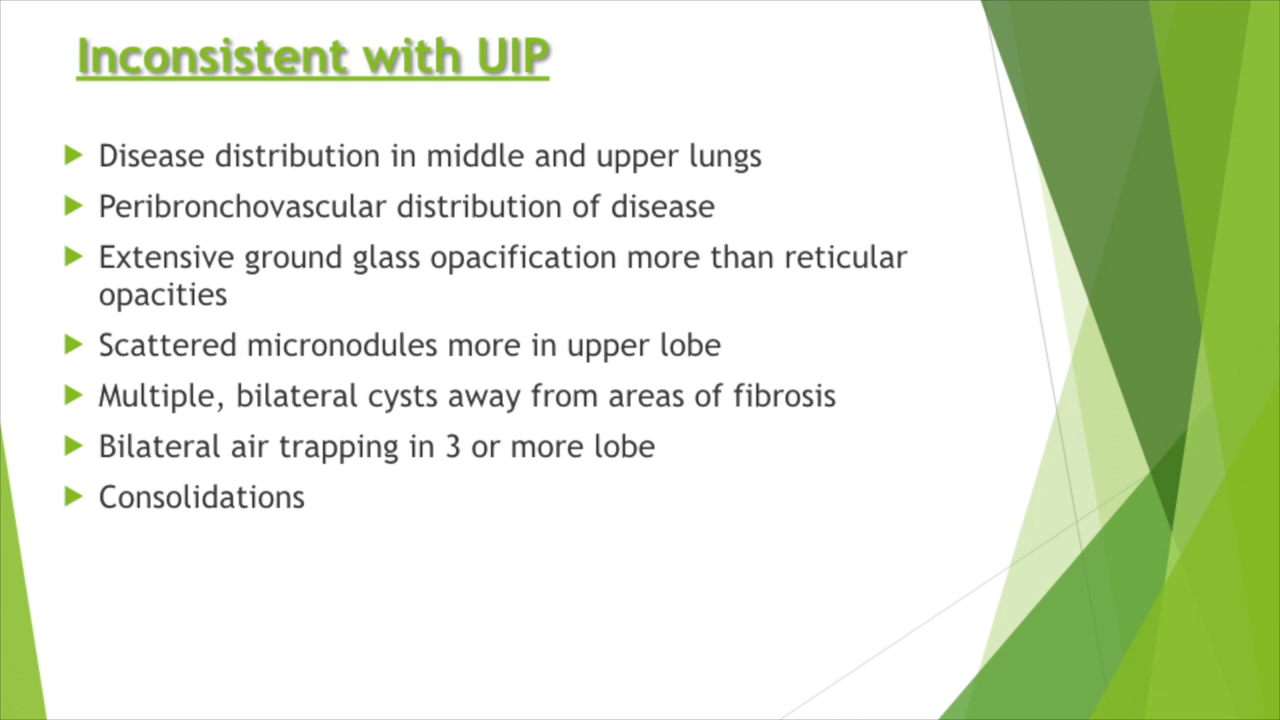 Inconsistent with UIP
Disease distribution in middle and upper lungs
Peribronchovascular distribution of disease
Extensive ground glass opacification more than reticular
opacities
Scattered micronodules more in upper lobe
Multiple, bilateral cysts away from areas of fibrosis
Bilateral air trapping in 3 or more lobe
Consolidations